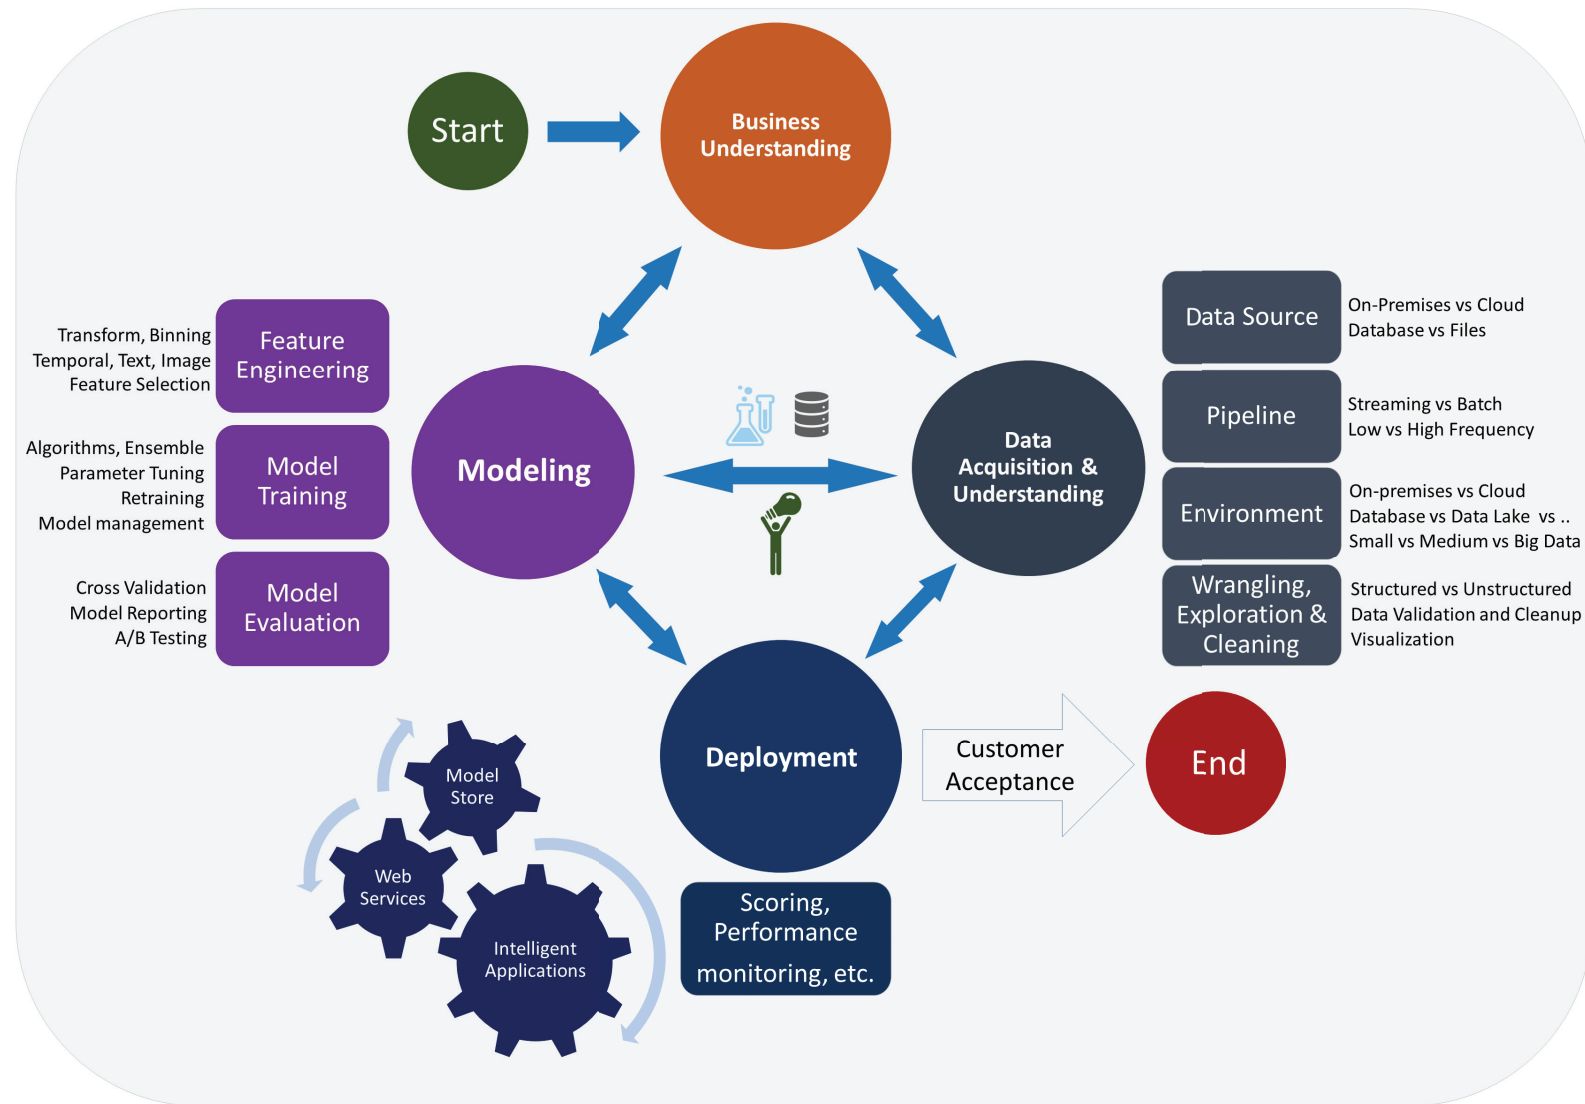 Start
Business
Understanding
Transform, Binning
Temporal, Text, Image
Feature Selection
Feature
Engineering
Algorithms, Ensemble
Parameter Tuning
Retraining
Model management
Model
Training
Cross Validation
Model Reporting
A/B Testing
Model
Evaluation
Modeling
Data
Acquisition &
Understanding
Data Source
On-Premises vs Cloud
Database vs Files
Pipeline
Streaming vs Batch
Low vs High Frequency
Environment
On-premises vs Cloud
Database vs Data Lake vs ..
Small vs Medium vs Big Data
Wrangling,
Exploration &
Cleaning
Structured vs Unstructured
Data Validation and Cleanup
Visualization
Deployment
Customer
Acceptance
End
Model
Store
Web
Services
Intelligent
Applications
Scoring,
Performance
monitoring, etc.